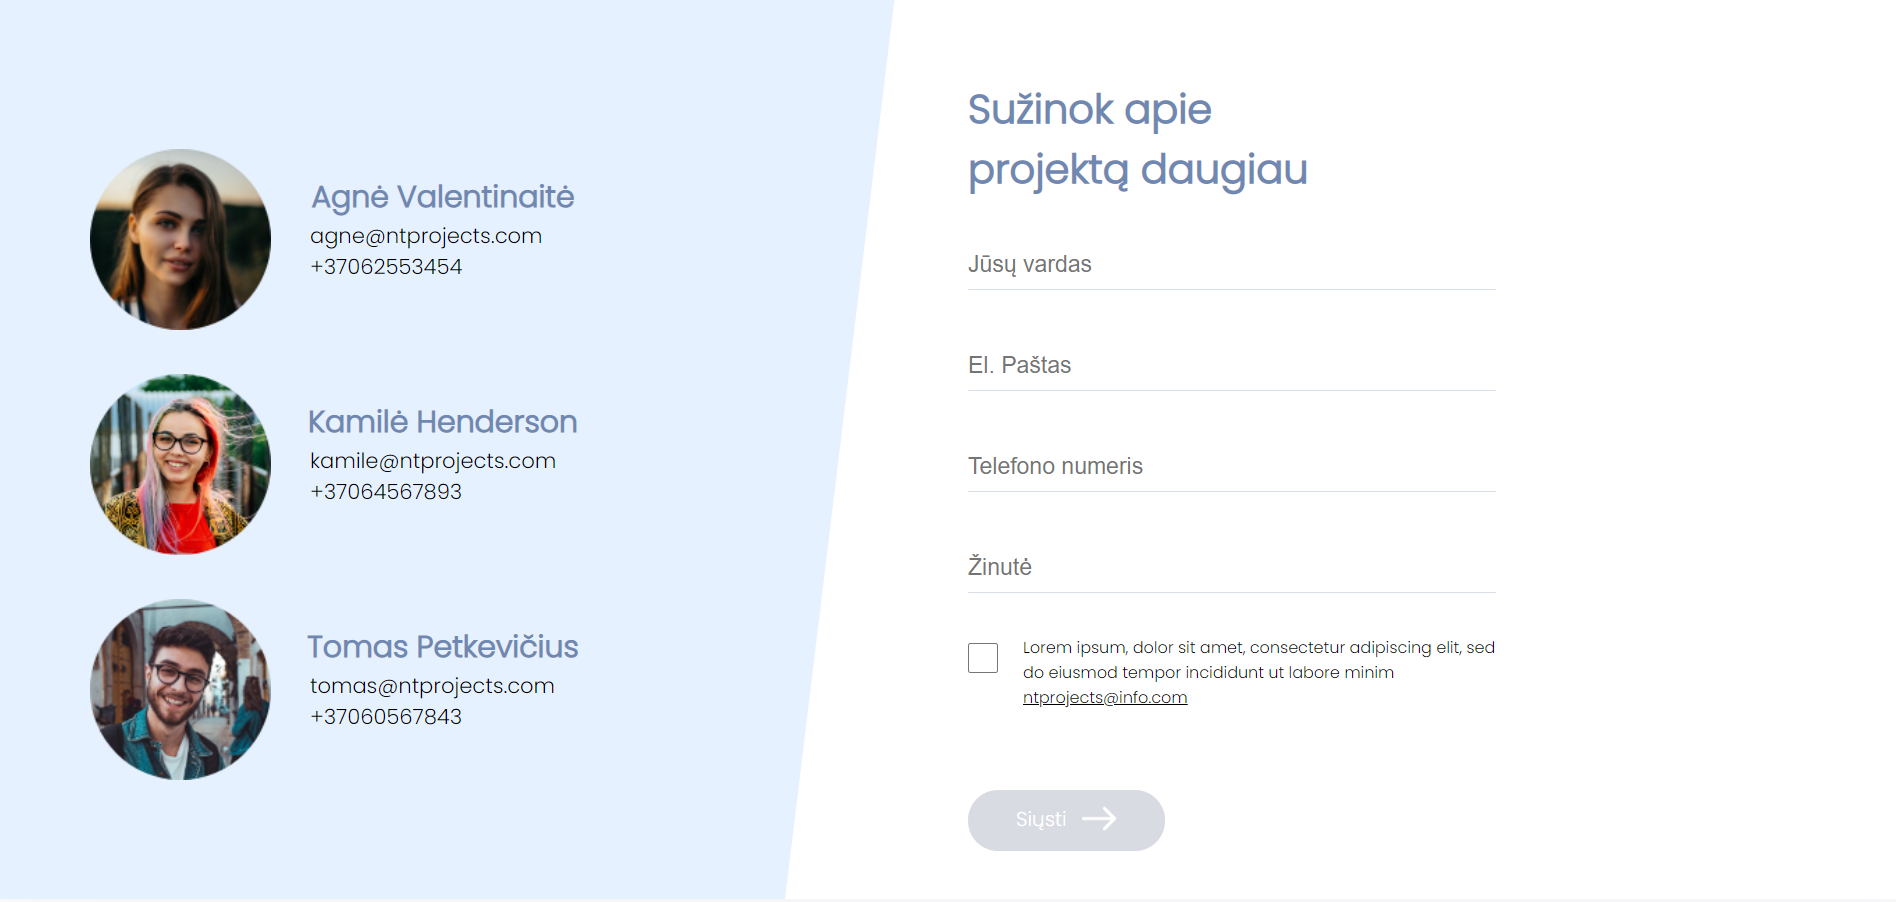 Agnė Valentinaitė
agne@ntprojects.com
+37062553454
Kamilė Henderson
kamile@ntprojects.com
+37064567893
Tomas Petkevičius
tomas@ntprojects.com
+37060567843
Sužinok apie
projektą daugiau
Jūsų vardas
El. Paštas
Telefono numeris
Žinutė
Lorem ipsum, dolor sit amet, consectetur adipiscing elit, sed
do eiusmod tempor incididunt ut labore minim
ntprojects@info.com
Siųsti